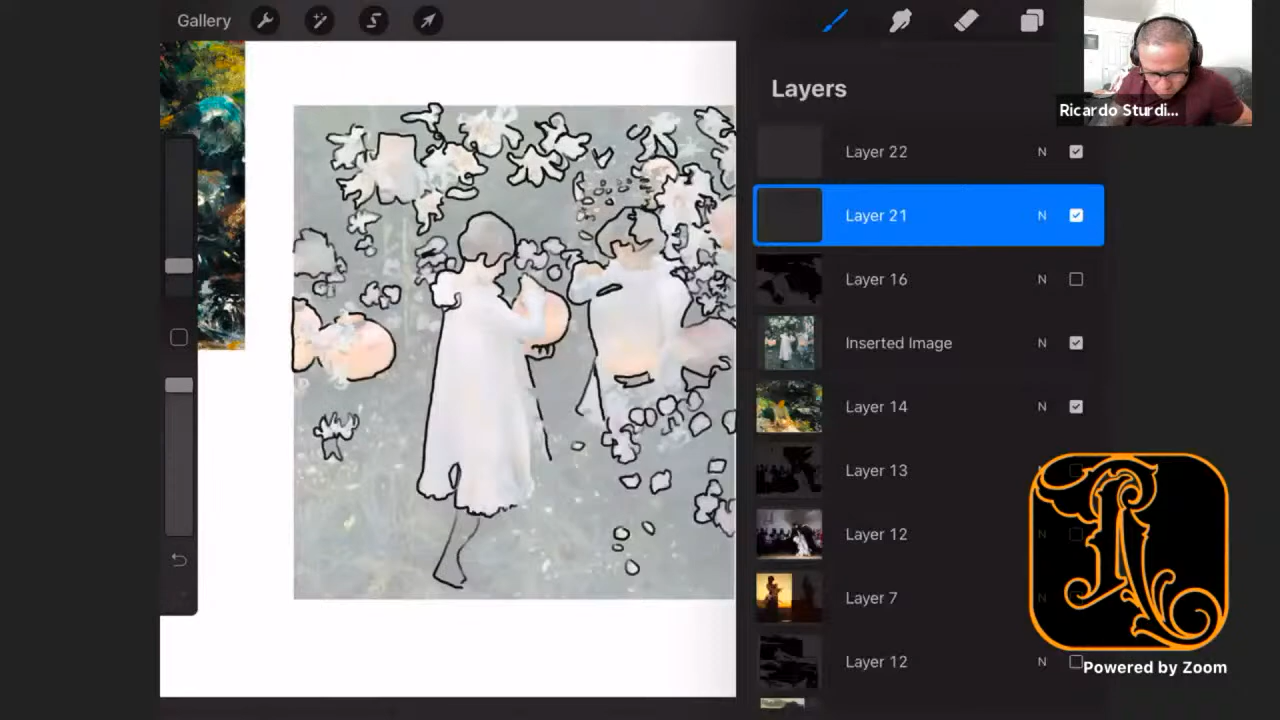 Gallery
Layers
Ricardo Sturdi...
Layer 22 N
Layer 21 N
Layer 16 N
Inserted Image N
Layer 14 N
Layer 13
Layer 12 N
Layer 7 N
Layer 12 N
Powered by Zoom